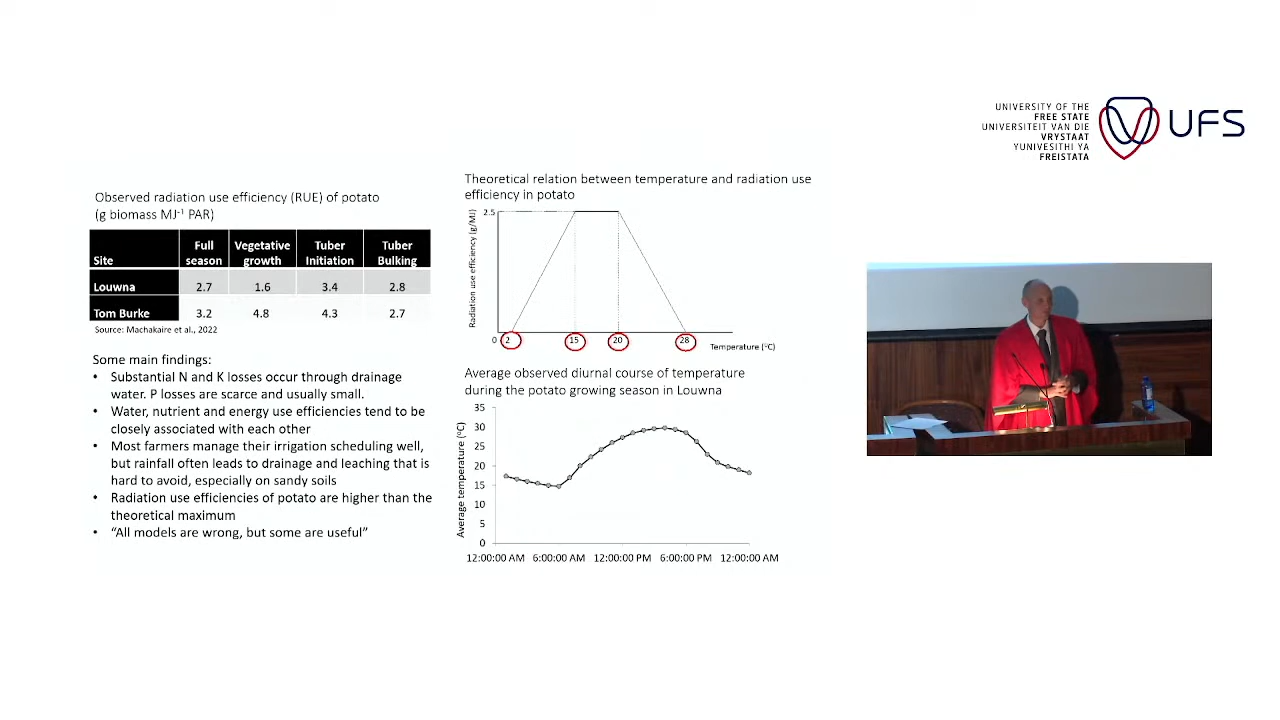 UNIVERSITY OF THE
FREE STATE
UNIVERSITEIT VAN DIE
VRYSTAAT
YUNIVESITHI YA
FREISTATA
UFS
Observed radiation use efficiency (RUE) of potato
(g biomass MJ⁻¹ PAR)
Site Full season Vegetative growth Tuber Initiation Tuber Bulking
Louwna 2.7 1.6 3.4 2.8
Tom Burke 3.2 4.8 4.3 2.7
Source: Machakaire et al., 2022
Some main findings:
• Substantial N and K losses occur through drainage
water. P losses are scarce and usually small.
• Water, nutrient and energy use efficiencies tend to be
closely associated with each other
• Most farmers manage their irrigation scheduling well,
but rainfall often leads to drainage and leaching that is
hard to avoid, especially on sandy soils
• Radiation use efficiencies of potato are higher than the
theoretical maximum
• “All models are wrong, but some are useful”
Theoretical relation between temperature and radiation use
efficiency in potato
Radiation use efficiency (g/MJ)
2.5
0 2 15 20 28
Temperature (°C)
Average observed diurnal course of temperature
during the potato growing season in Louwna
Average temperature (°C)
35
30
25
20
15
10
5
0
12:00:00 AM 6:00:00 AM 12:00:00 PM 6:00:00 PM 12:00:00 AM